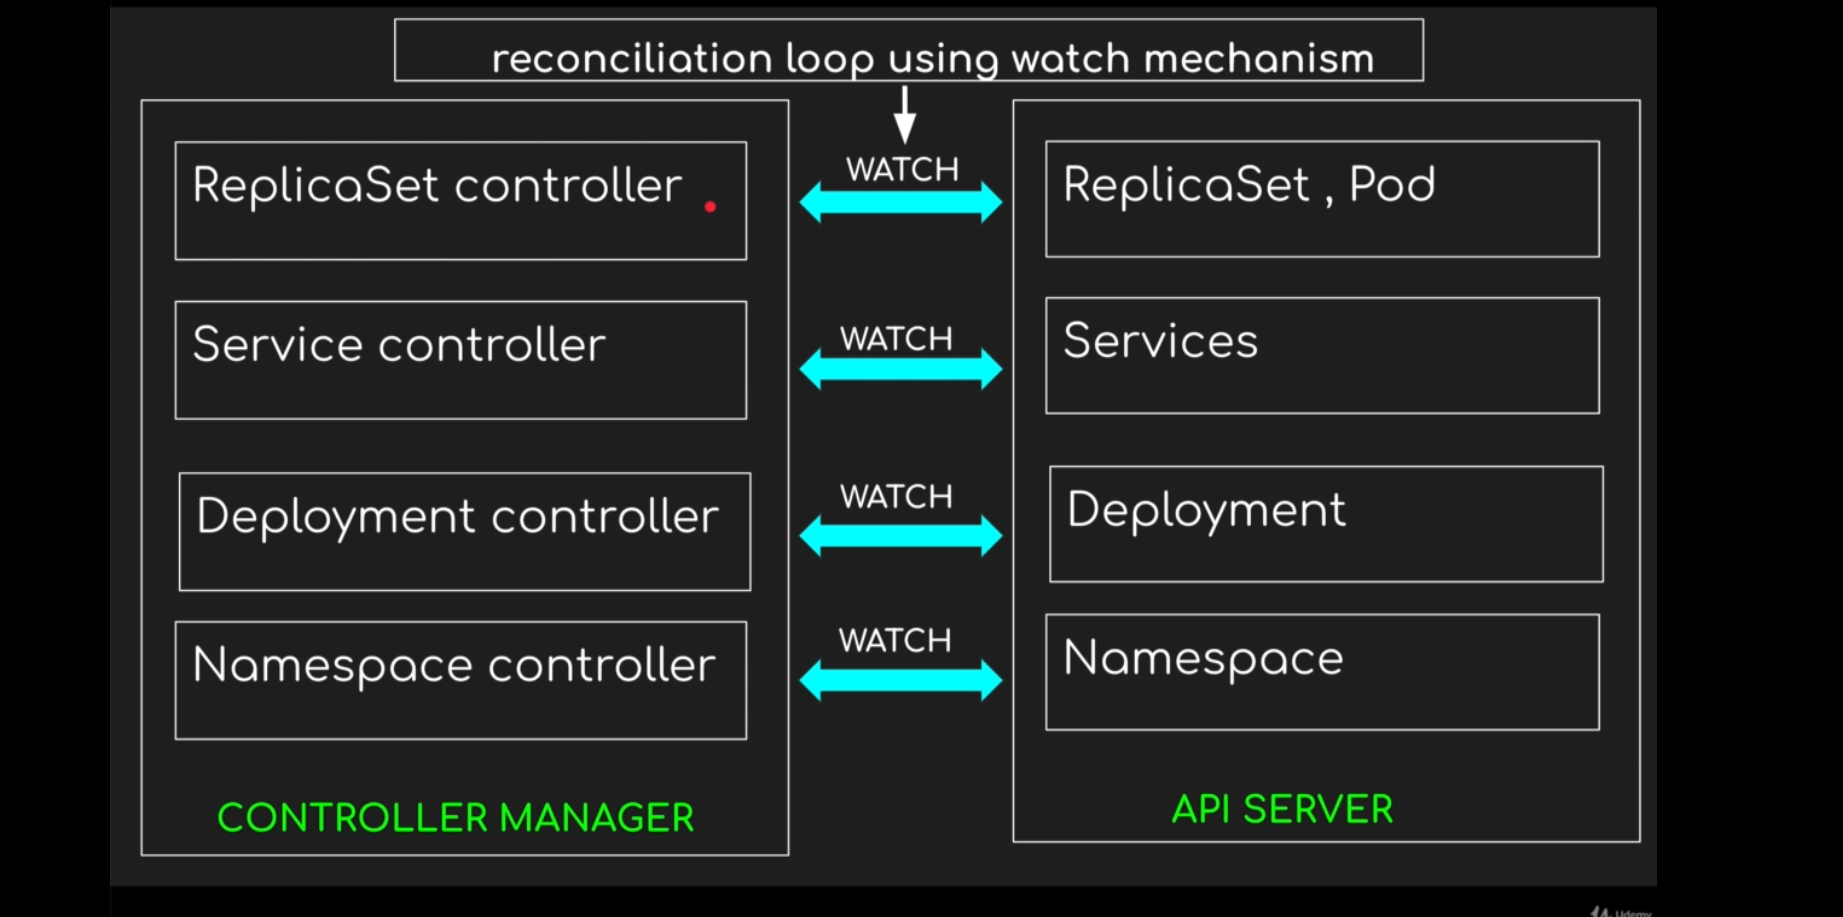 reconciliation loop using watch mechanism
ReplicaSet controller
WATCH
ReplicaSet , Pod
Service controller
WATCH
Services
Deployment controller
WATCH
Deployment
Namespace controller
WATCH
Namespace
CONTROLLER MANAGER
API SERVER
Udemy